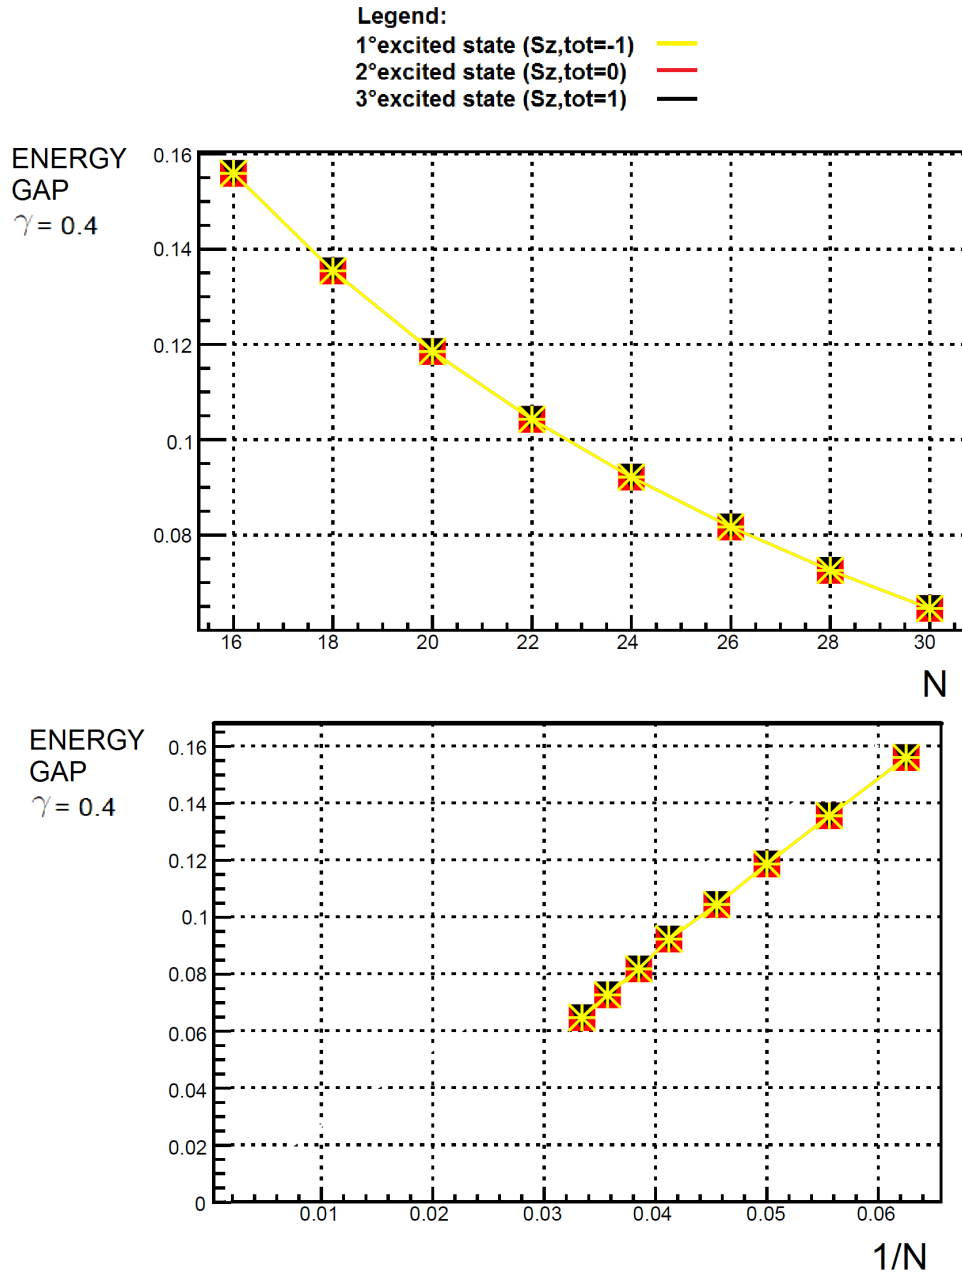 Legend:
1°excited state (Sz,tot=-1)
2°excited state (Sz,tot=0)
3°excited state (Sz,tot=1)
ENERGY
GAP
γ = 0.4
0.16
0.14
0.12
0.1
0.08
16 18 20 22 24 26 28 30
N
ENERGY
GAP
γ = 0.4
0.16
0.14
0.12
0.1
0.08
0.06
0.04
0.02
0
0.01 0.02 0.03 0.04 0.05 0.06
1/N